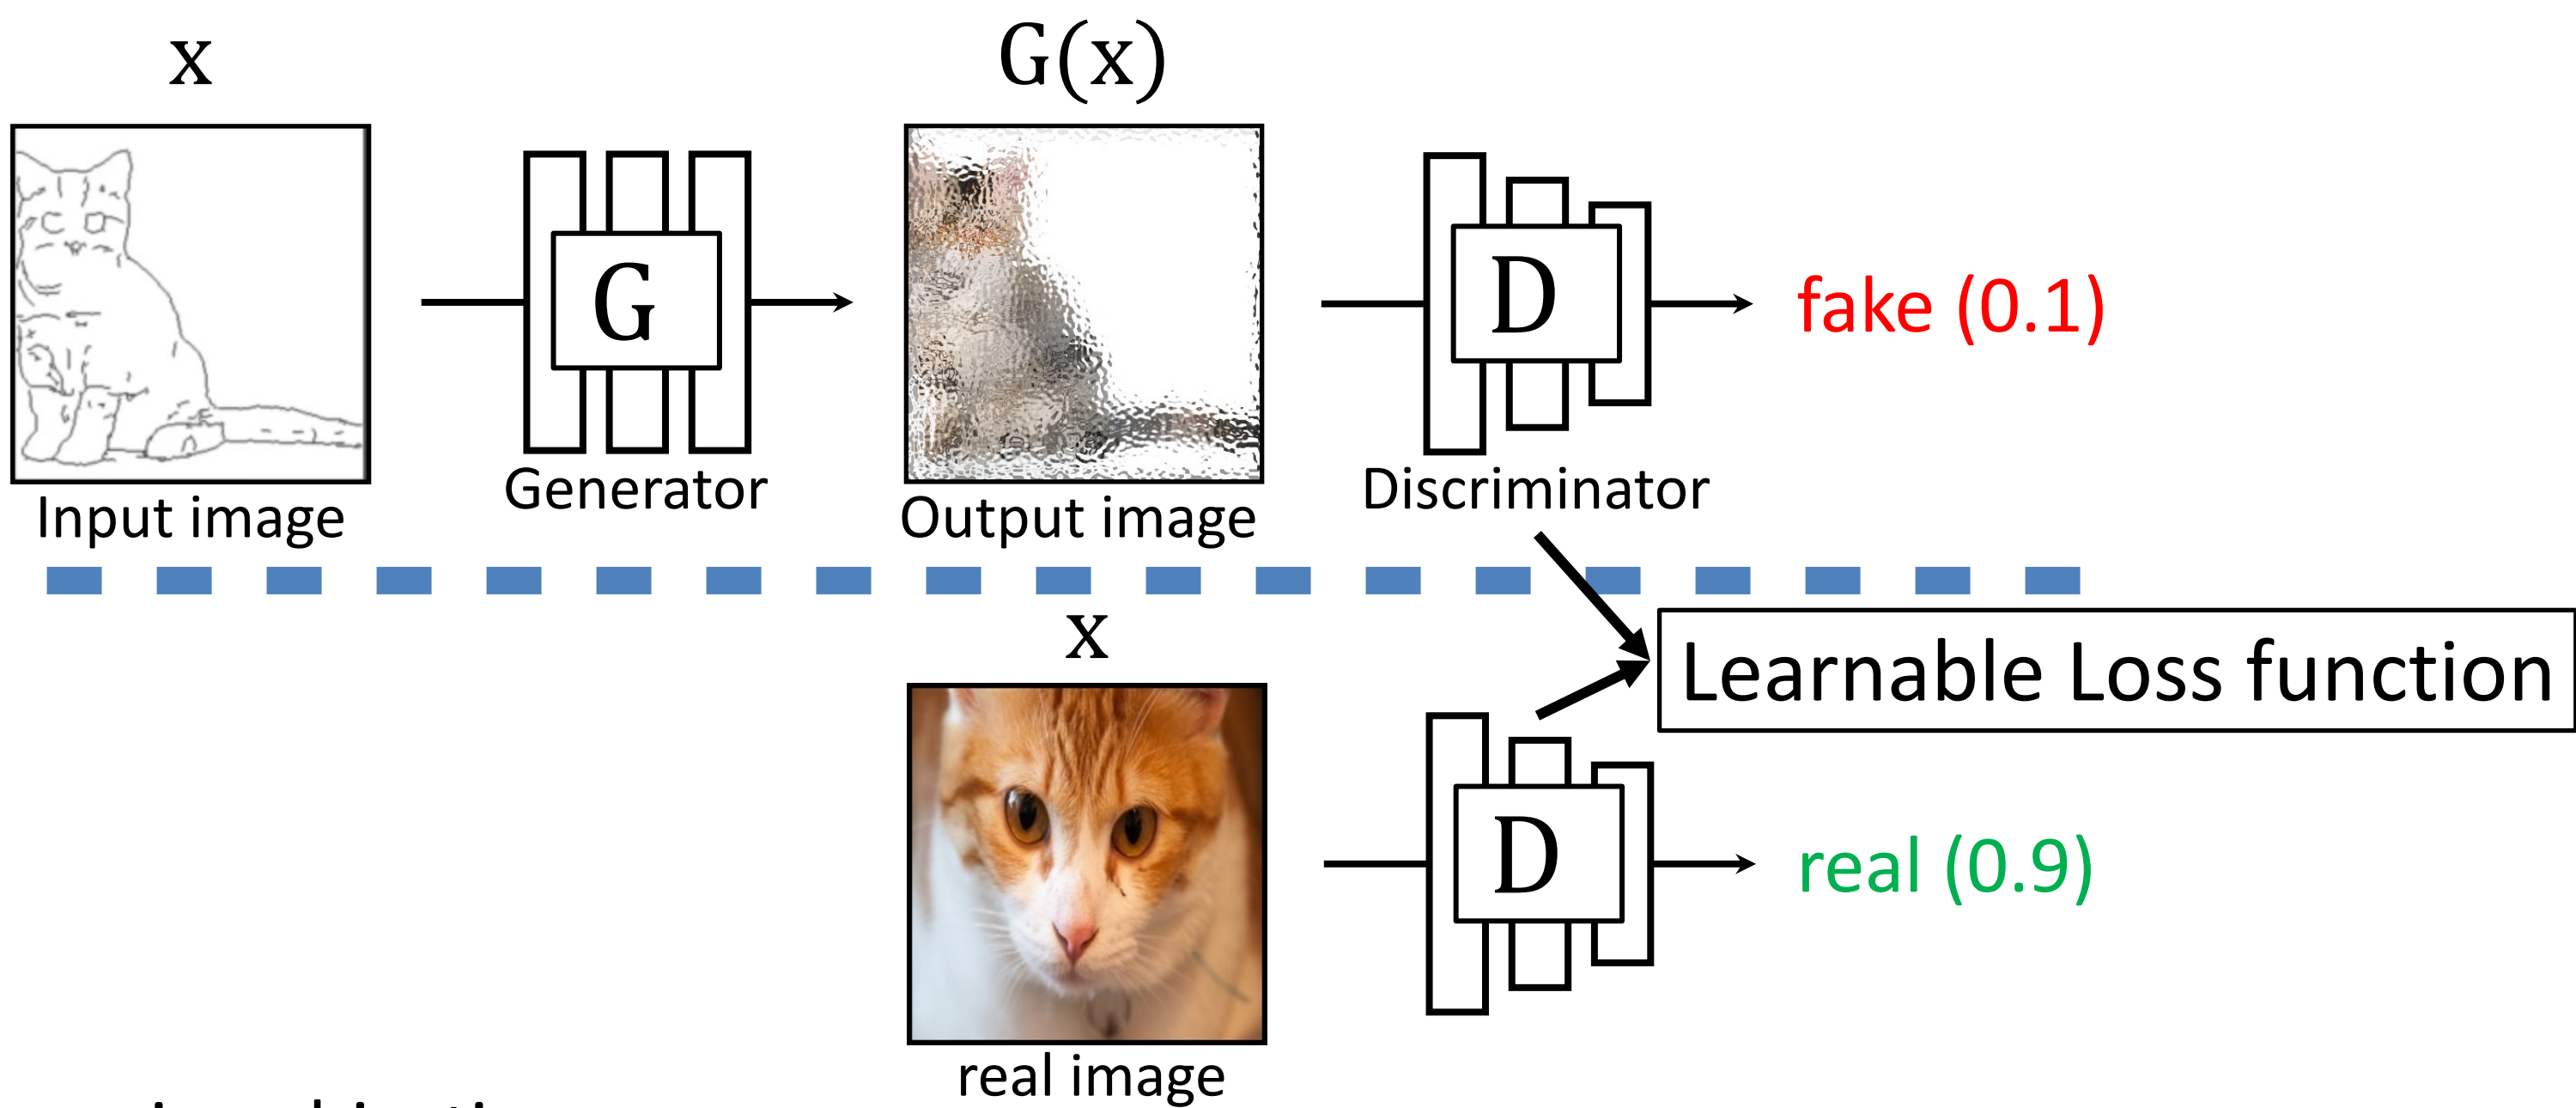 x
G(x)
G
D
fake (0.1)
Input image
Generator
Output image
Discriminator
x
Learnable Loss function
D
real (0.9)
real image